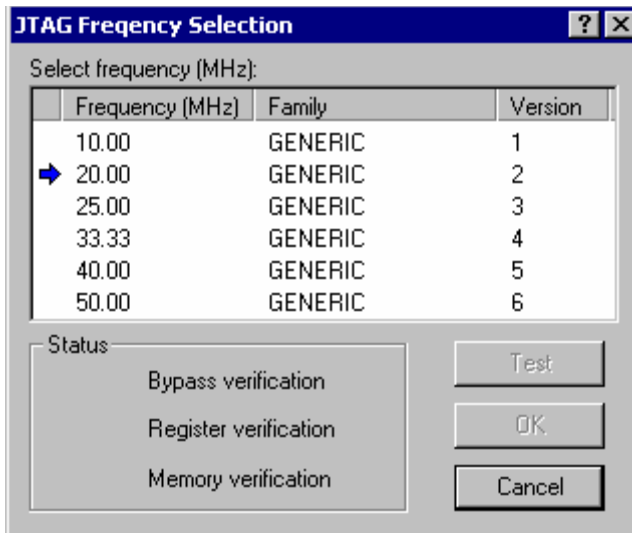 JTAG Freqency Selection
Select frequency (MHz):
Frequency (MHz) Family Version
10.00 GENERIC 1
20.00 GENERIC 2
25.00 GENERIC 3
33.33 GENERIC 4
40.00 GENERIC 5
50.00 GENERIC 6
Status
Bypass verification
Register verification
Memory verification
Test
OK
Cancel